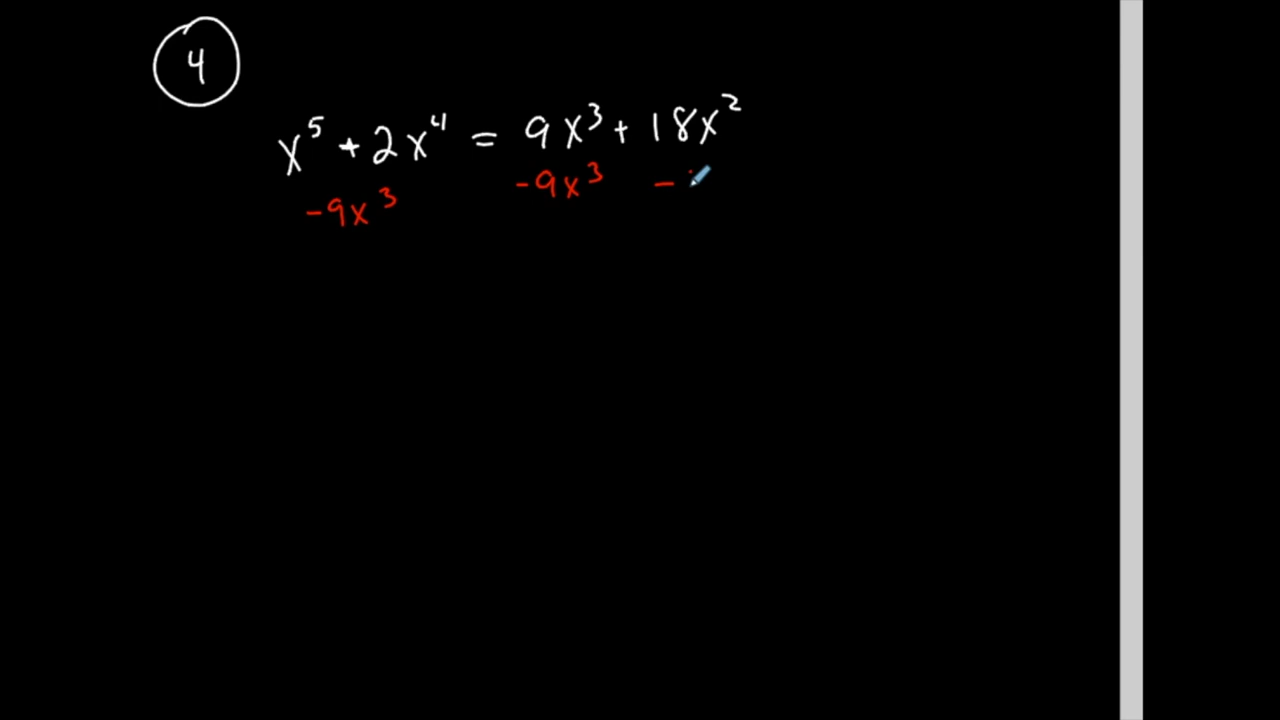 4
x⁵ + 2x⁴ = 9x³ + 18x²
-9x³ -9x³ -